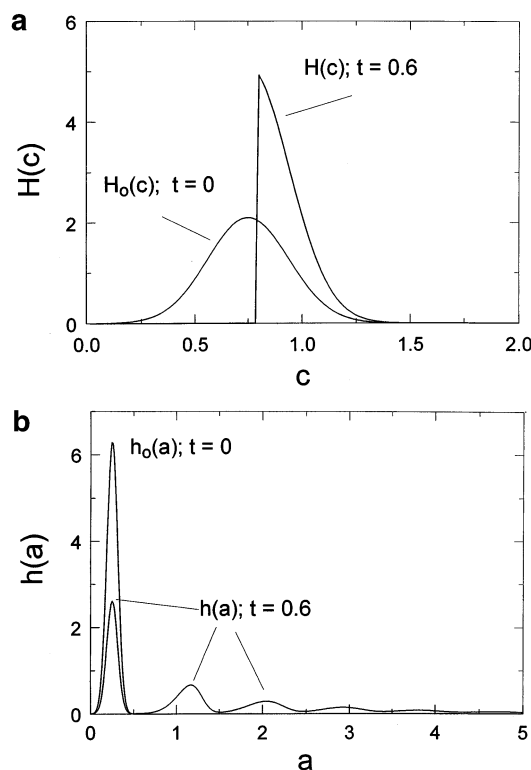 a
6
H(c); t = 0.6
4
H(c)
H₀(c); t = 0
2
0
0.0 0.5 1.0 1.5 2.0
c
b
h₀(a); t = 0
6
4
h(a)
h(a); t = 0.6
2
0
0 1 2 3 4 5
a